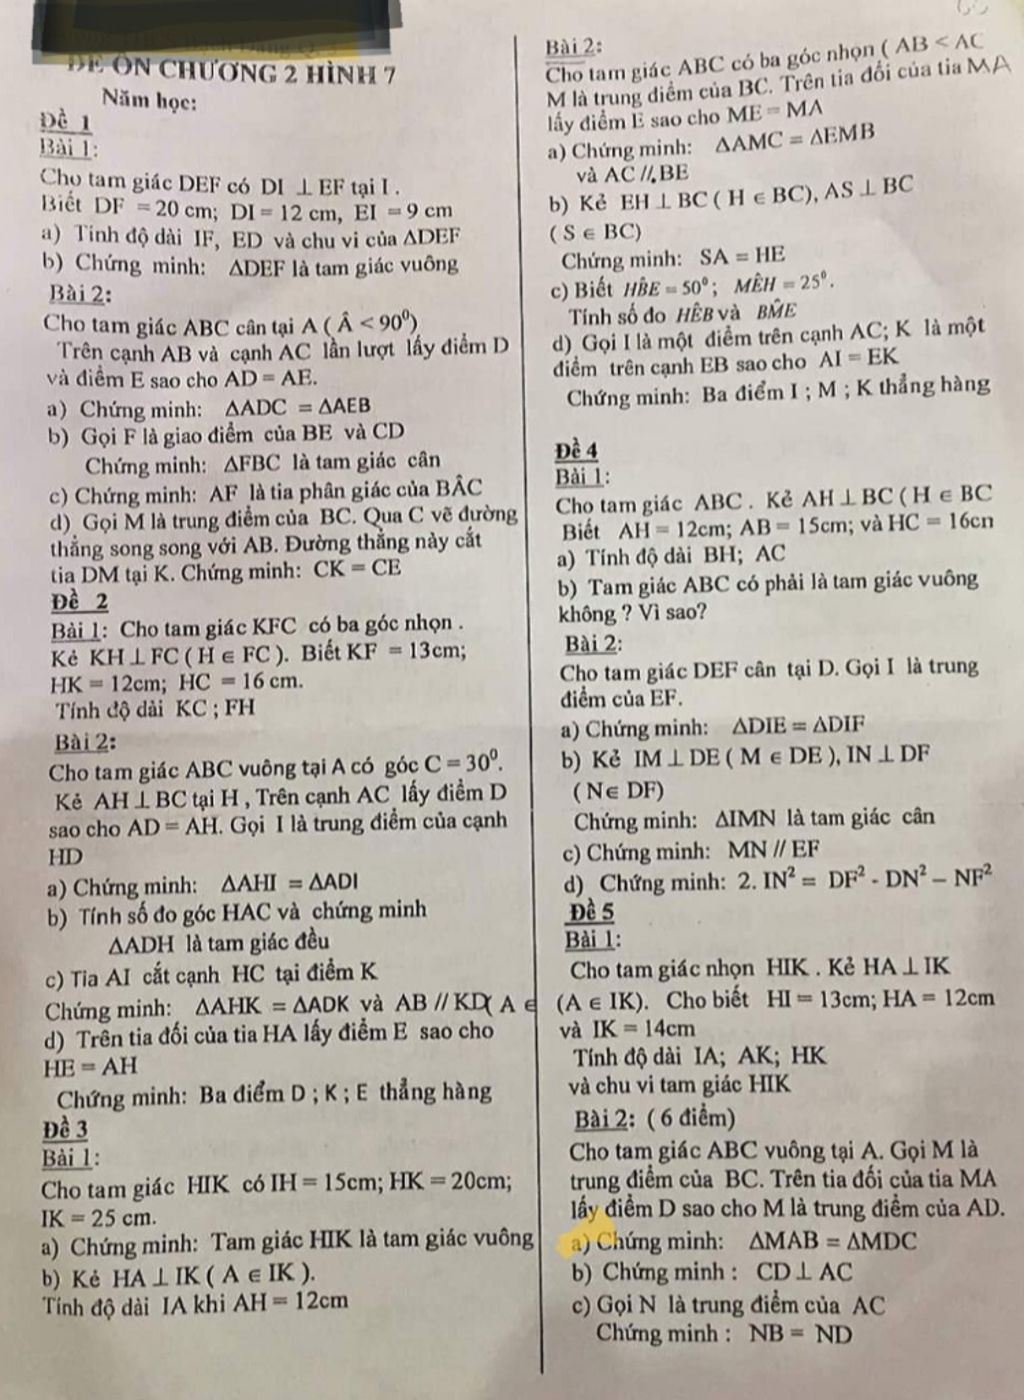 ĐỀ ÔN CHƯƠNG 2 HÌNH 7
Năm học:
Đề 1
Bài 1:
Cho tam giác DEF có DI ⊥ EF tại I .
Biết DF = 20 cm; DI = 12 cm, EI = 9 cm
a) Tính độ dài IF, ED và chu vi của ΔDEF
b) Chứng minh: ΔDEF là tam giác vuông
Bài 2:
Cho tam giác ABC cân tại A ( Â < 90⁰)
Trên cạnh AB và cạnh AC lần lượt lấy điểm D
và điểm E sao cho AD = AE.
a) Chứng minh: ΔADC = ΔAEB
b) Gọi F là giao điểm của BE và CD
Chứng minh: ΔFBC là tam giác cân
c) Chứng minh: AF là tia phân giác của BÂC
d) Gọi M là trung điểm của BC. Qua C vẽ đường
thẳng song song với AB. Đường thẳng này cắt
tia DM tại K. Chứng minh: CK = CE
Đề 2
Bài 1: Cho tam giác KFC có ba góc nhọn .
Kẻ KH ⊥ FC ( H ∈ FC ). Biết KF = 13cm;
HK = 12cm; HC = 16 cm.
Tính độ dài KC ; FH
Bài 2:
Cho tam giác ABC vuông tại A có góc C = 30⁰.
Kẻ AH ⊥ BC tại H , Trên cạnh AC lấy điểm D
sao cho AD = AH. Gọi I là trung điểm của cạnh
HD
a) Chứng minh: ΔAHI = ΔADI
b) Tính số đo góc HAC và chứng minh
ΔADH là tam giác đều
c) Tia AI cắt cạnh HC tại điểm K
Chứng minh: ΔAHK = ΔADK và AB // KD( A ∈
d) Trên tia đối của tia HA lấy điểm E sao cho
HE = AH
Chứng minh: Ba điểm D ; K ; E thẳng hàng
Đề 3
Bài 1:
Cho tam giác HIK có IH = 15cm; HK = 20cm;
IK = 25 cm.
a) Chứng minh: Tam giác HIK là tam giác vuông
b) Kẻ HA ⊥ IK ( A ∈ IK ).
Tính độ dài IA khi AH = 12cm
Bài 2:
Cho tam giác ABC có ba góc nhọn ( AB < AC
M là trung điểm của BC. Trên tia đối của tia MA
lấy điểm E sao cho ME = MA
a) Chứng minh: ΔAMC = ΔEMB
và AC // BE
b) Kẻ EH ⊥ BC ( H ∈ BC), AS ⊥ BC
( S ∈ BC)
Chứng minh: SA = HE
c) Biết HB̂E = 50⁰ ; MÊH = 25⁰.
Tính số đo HÊB và BM̂E
d) Gọi I là một điểm trên cạnh AC; K là một
điểm trên cạnh EB sao cho AI = EK
Chứng minh: Ba điểm I ; M ; K thẳng hàng
Đề 4
Bài 1:
Cho tam giác ABC . Kẻ AH ⊥ BC ( H ∈ BC
Biết AH = 12cm; AB = 15cm; và HC = 16cn
a) Tính độ dài BH; AC
b) Tam giác ABC có phải là tam giác vuông
không ? Vì sao?
Bài 2:
Cho tam giác DEF cân tại D. Gọi I là trung
điểm của EF.
a) Chứng minh: ΔDIE = ΔDIF
b) Kẻ IM ⊥ DE ( M ∈ DE ), IN ⊥ DF
( N∈ DF)
Chứng minh: ΔIMN là tam giác cân
c) Chứng minh: MN // EF
d) Chứng minh: 2. IN² = DF² - DN² – NF²
Đề 5
Bài 1:
Cho tam giác nhọn HIK . Kẻ HA ⊥ IK
(A ∈ IK). Cho biết HI = 13cm; HA = 12cm
và IK = 14cm
Tính độ dài IA; AK; HK
và chu vi tam giác HIK
Bài 2: ( 6 điểm)
Cho tam giác ABC vuông tại A. Gọi M là
trung điểm của BC. Trên tia đối của tia MA
lấy điểm D sao cho M là trung điểm của AD.
a) Chứng minh: ΔMAB = ΔMDC
b) Chứng minh : CD ⊥ AC
c) Gọi N là trung điểm của AC
Chứng minh : NB = ND